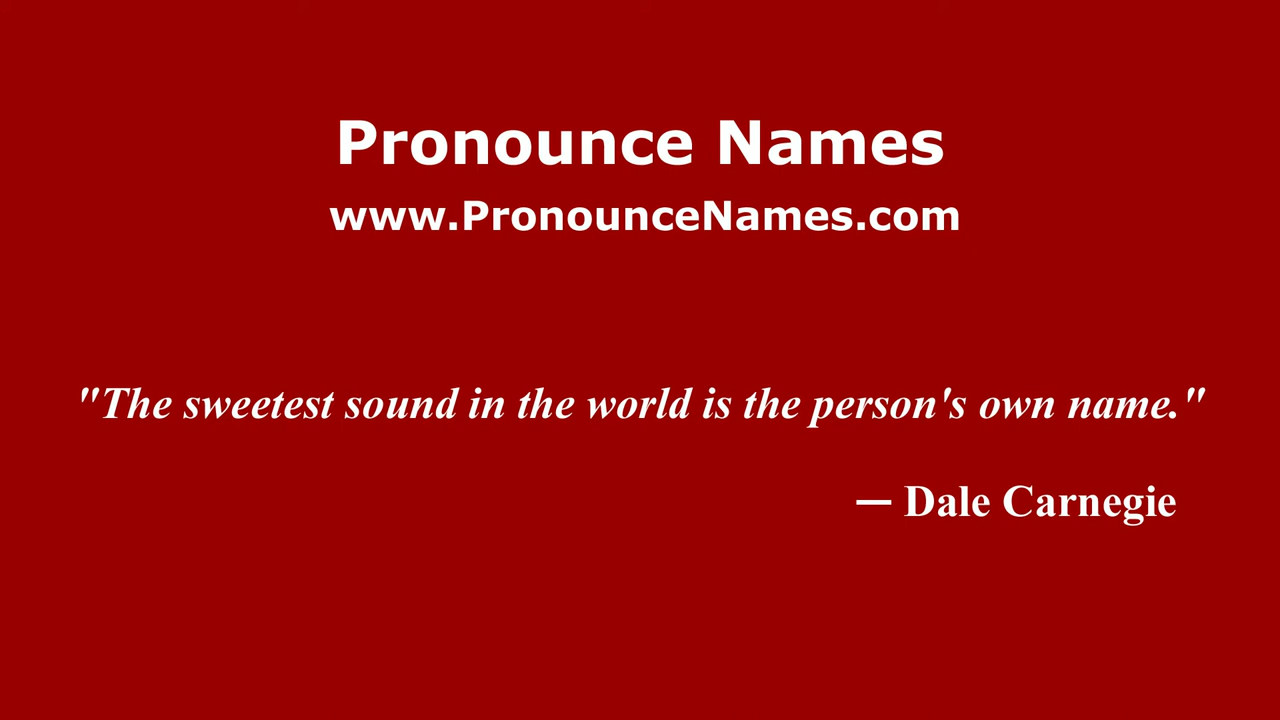 Pronounce Names
www.PronounceNames.com
"The sweetest sound in the world is the person's own name."
— Dale Carnegie